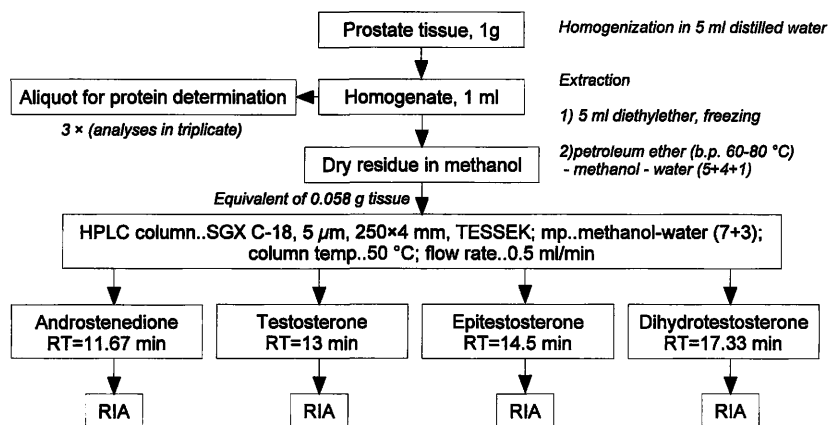 Prostate tissue, 1g
Homogenization in 5 ml distilled water
Aliquot for protein determination
Homogenate, 1 ml
Extraction
3 × (analyses in triplicate)
1) 5 ml diethylether, freezing
2)petroleum ether (b.p. 60-80 °C)
- methanol - water (5+4+1)
Dry residue in methanol
Equivalent of 0.058 g tissue
HPLC column..SGX C-18, 5 µm, 250×4 mm, TESSEK; mp..methanol-water (7+3);
column temp..50 °C; flow rate..0.5 ml/min
Androstenedione
RT=11.67 min
Testosterone
RT=13 min
Epitestosterone
RT=14.5 min
Dihydrotestosterone
RT=17.33 min
RIA
RIA
RIA
RIA